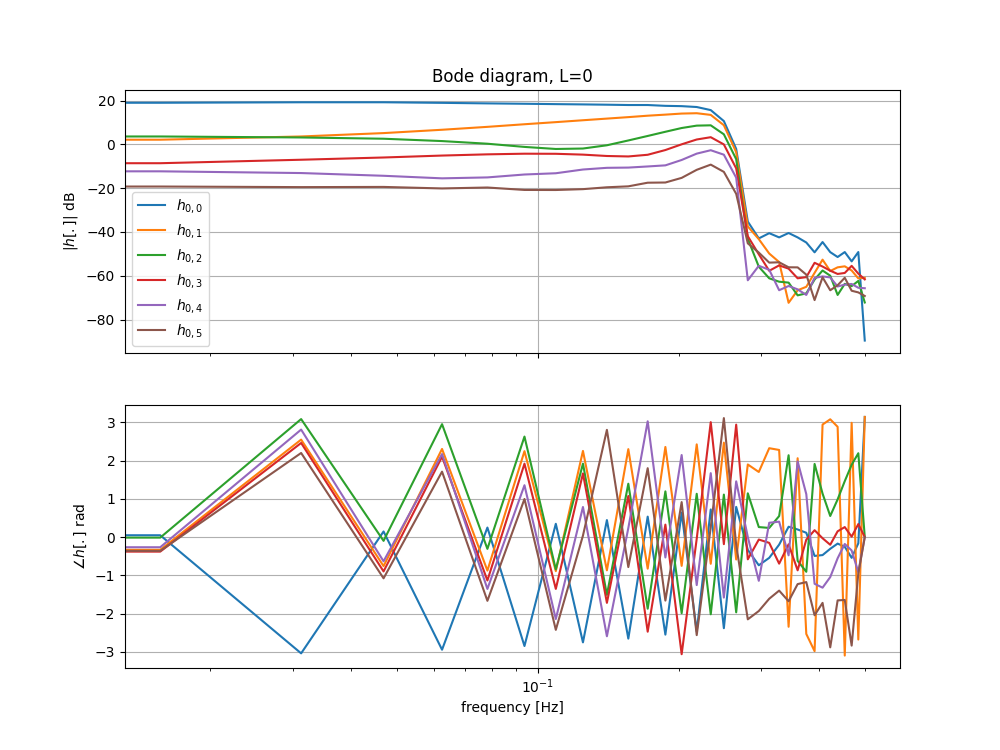 Bode diagram, L=0
20
0
−20
−40
−60
−80
|h[.]| dB
h0,0
h0,1
h0,2
h0,3
h0,4
h0,5
3
2
1
0
−1
−2
−3
∠h[.] rad
10−1
frequency [Hz]